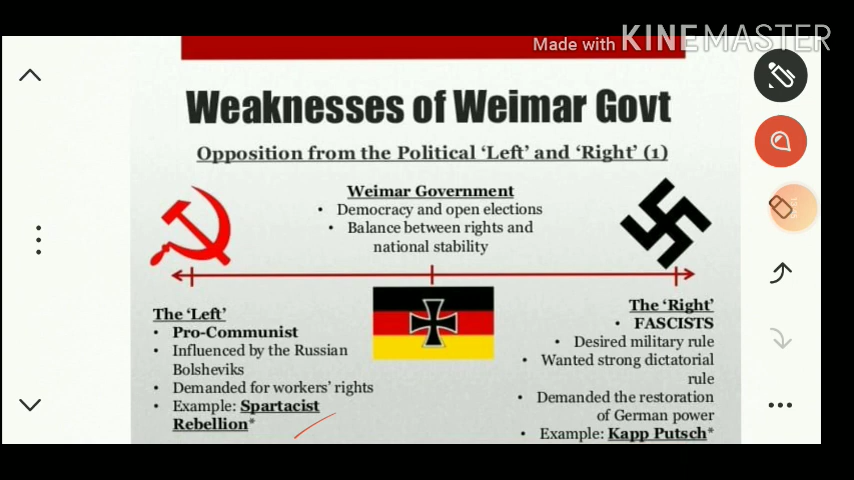 Made with KINEMASTER
Weaknesses of Weimar Govt
Opposition from the Political ‘Left’ and ‘Right’ (1)
Weimar Government
• Democracy and open elections
• Balance between rights and
national stability
The ‘Left’
• Pro-Communist
• Influenced by the Russian
Bolsheviks
• Demanded for workers’ rights
• Example: Spartacist
Rebellion*
The ‘Right’
• FASCISTS
• Desired military rule
• Wanted strong dictatorial
rule
• Demanded the restoration
of German power
• Example: Kapp Putsch*